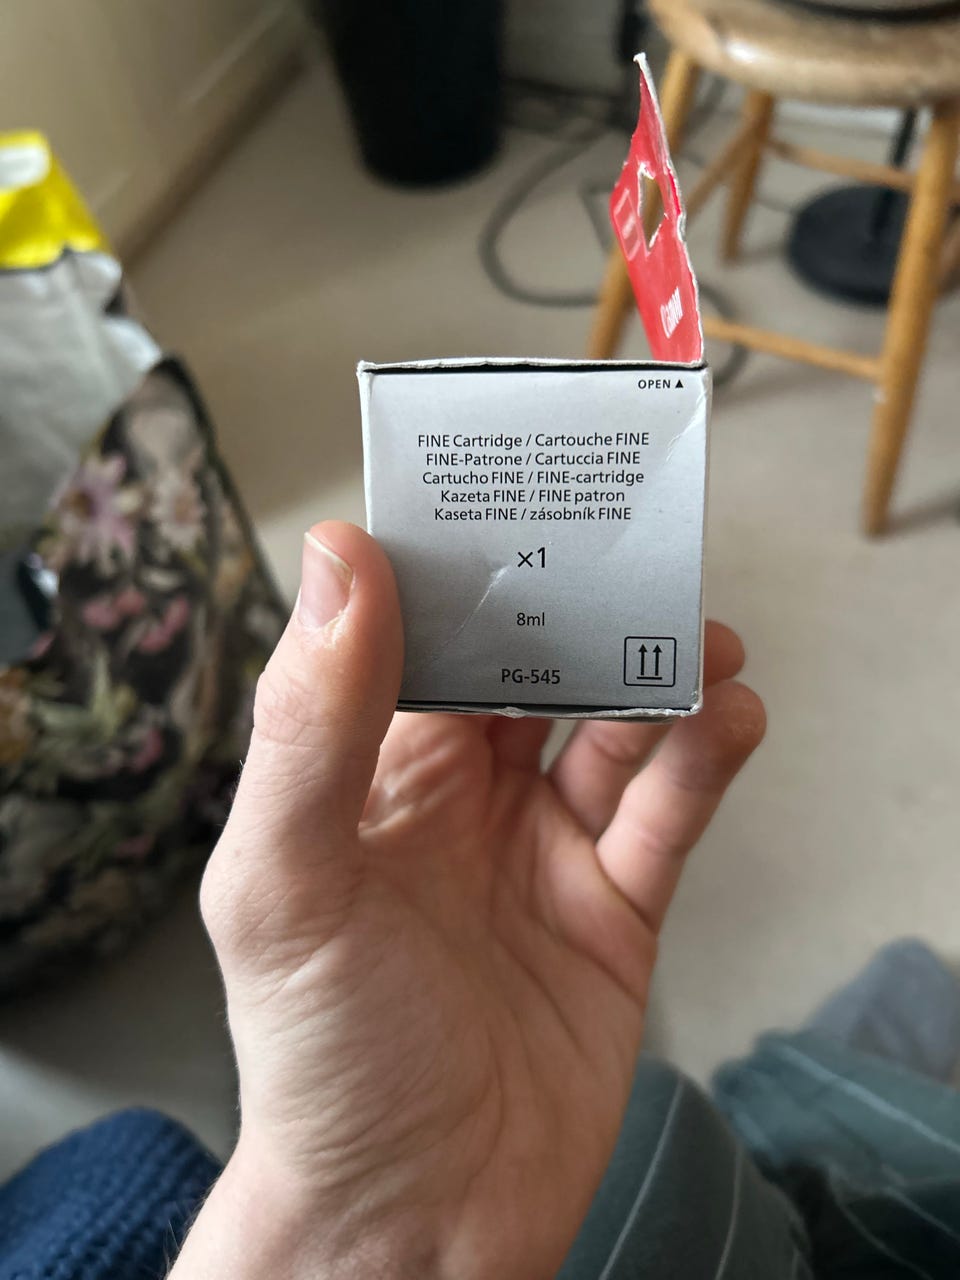 Canon
OPEN ▲
FINE Cartridge / Cartouche FINE
FINE-Patrone / Cartuccia FINE
Cartucho FINE / FINE-cartridge
Kazeta FINE / FINE patron
Kaseta FINE / zásobník FINE
×1
8ml
PG-545